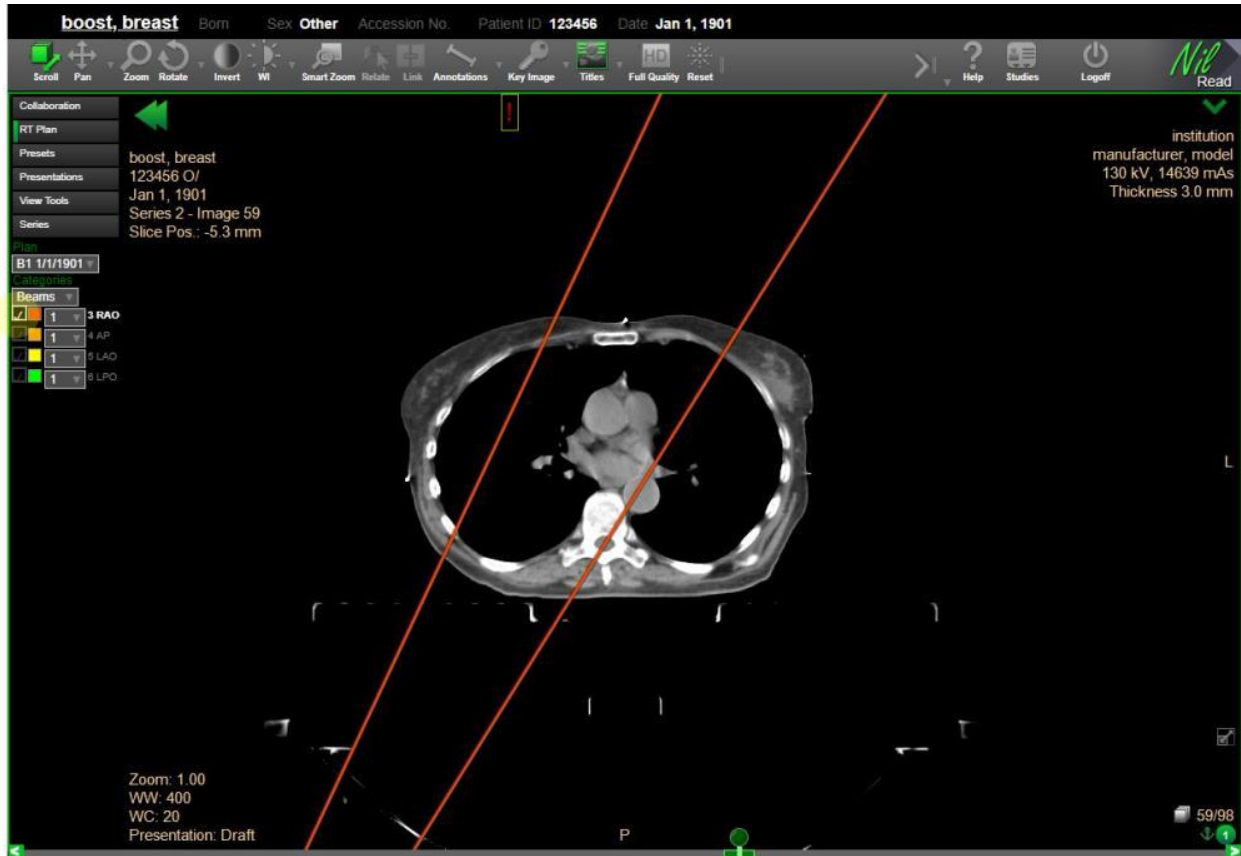 boost, breast Born Sex Other Accession No. Patient ID 123456 Date Jan 1, 1901
Scroll Pan Zoom Rotate Invert Wl Smart Zoom Relate Link Annotations Key Image Titles Full Quality Reset Help Studies Logoff
HD
Nil
Read
Collaboration
RT Plan
Presets
Presentations
View Tools
Series
Plan
B1 1/1/1901
Categories
Beams
1 3 RAO
1 4 AP
1 5 LAO
1 6 LPO
boost, breast
123456 O/
Jan 1, 1901
Series 2 - Image 59
Slice Pos.: -5.3 mm
!
institution
manufacturer, model
130 kV, 14639 mAs
Thickness 3.0 mm
L
Zoom: 1.00
WW: 400
WC: 20
Presentation: Draft
P
59/98
1